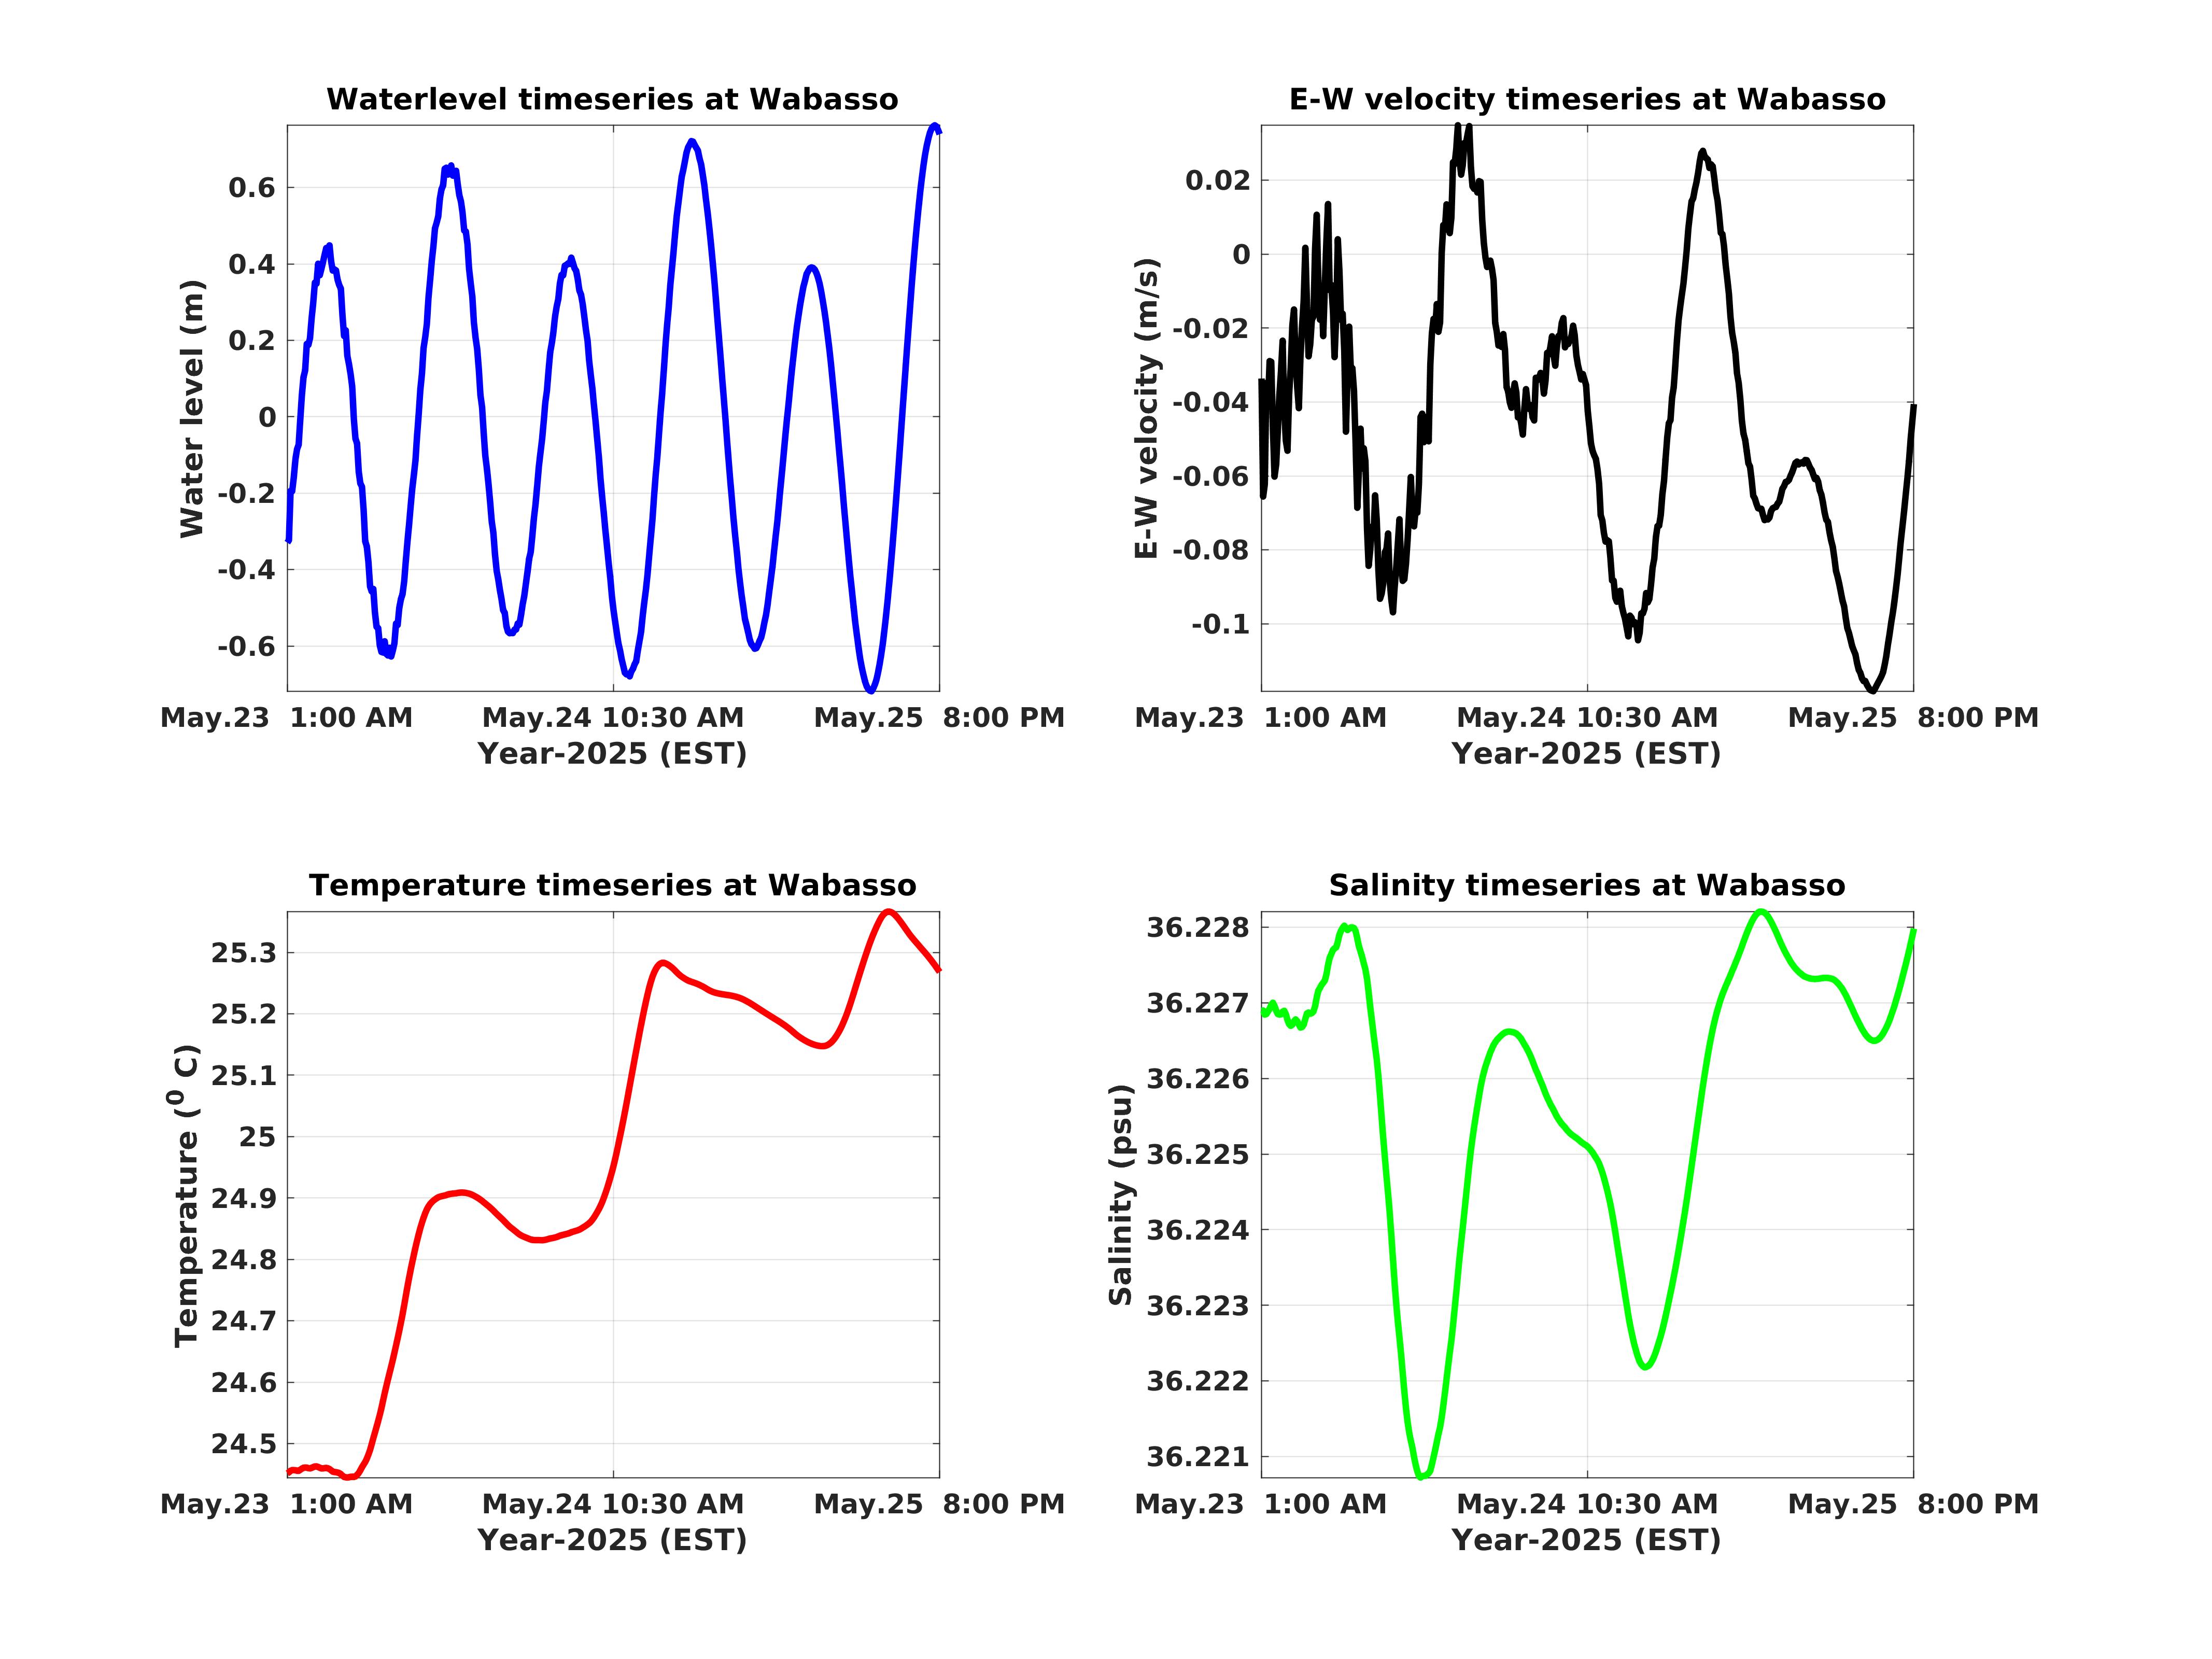 Waterlevel timeseries at Wabasso
Water level (m)
0.6
0.4
0.2
0
-0.2
-0.4
-0.6
May.23 1:00 AM May.24 10:30 AM May.25 8:00 PM
Year-2025 (EST)
E-W velocity timeseries at Wabasso
E-W velocity (m/s)
0.02
0
-0.02
-0.04
-0.06
-0.08
-0.1
May.23 1:00 AM May.24 10:30 AM May.25 8:00 PM
Year-2025 (EST)
Temperature timeseries at Wabasso
Temperature (⁰ C)
25.3
25.2
25.1
25
24.9
24.8
24.7
24.6
24.5
May.23 1:00 AM May.24 10:30 AM May.25 8:00 PM
Year-2025 (EST)
Salinity timeseries at Wabasso
Salinity (psu)
36.228
36.227
36.226
36.225
36.224
36.223
36.222
36.221
May.23 1:00 AM May.24 10:30 AM May.25 8:00 PM
Year-2025 (EST)